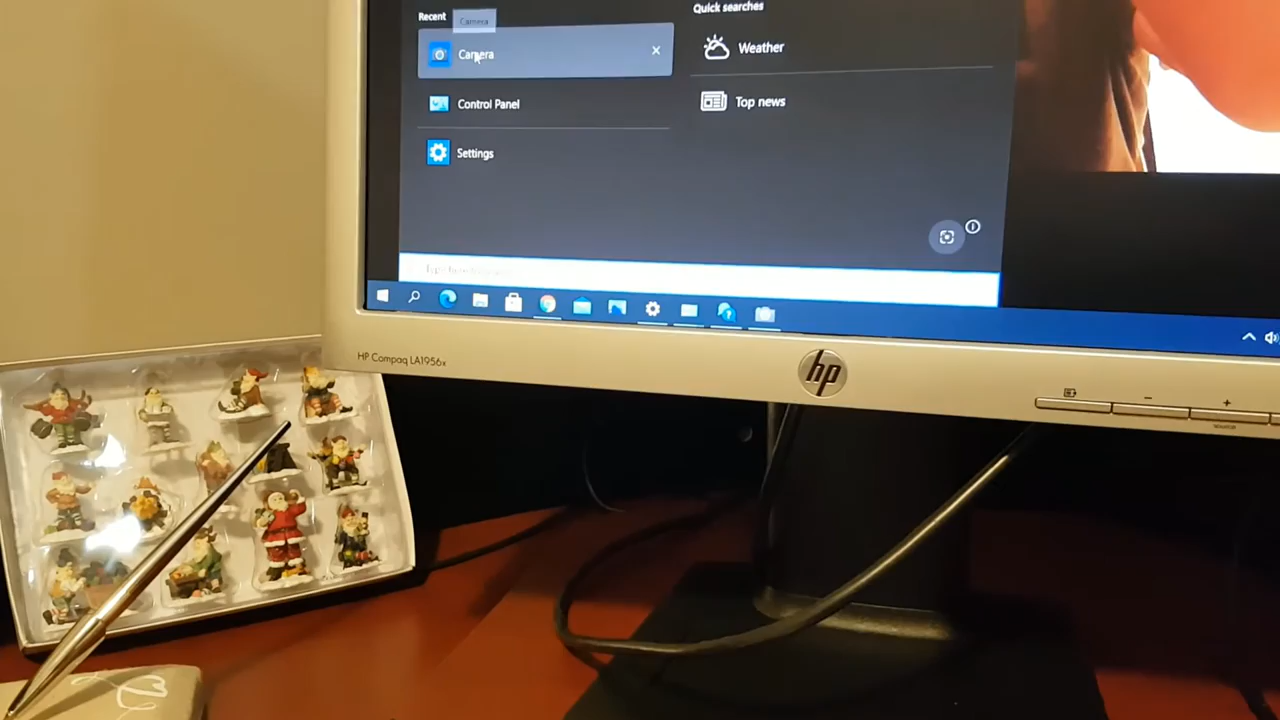 Recent
Camera
Quick searches
Camera
Weather
Control Panel
Top news
Settings
HP Compaq LA1956x
hp